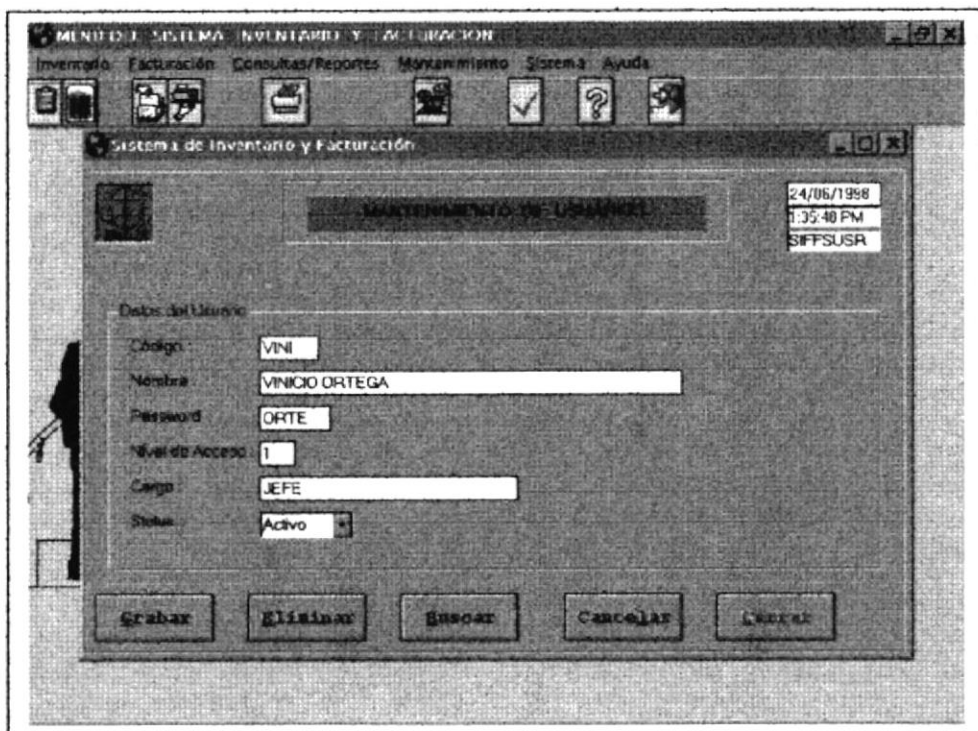 MENU DEL SISTEMA INVENTARIO Y FACTURACION
Inventario Facturación Consultas/Reportes Mantenimiento Sistema Ayuda
Sistema de Inventario y Facturación
MANTENIMIENTO DE USUARIOS
24/06/1998
1:35:48 PM
SIFFSUSR
Datos del Usuario
Código : VINI
Nombre VINICIO ORTEGA
Password ORTE
Nivel de Acceso : 1
Cargo JEFE
Status Activo
Grabar Eliminar Buscar Cancelar Cerrar